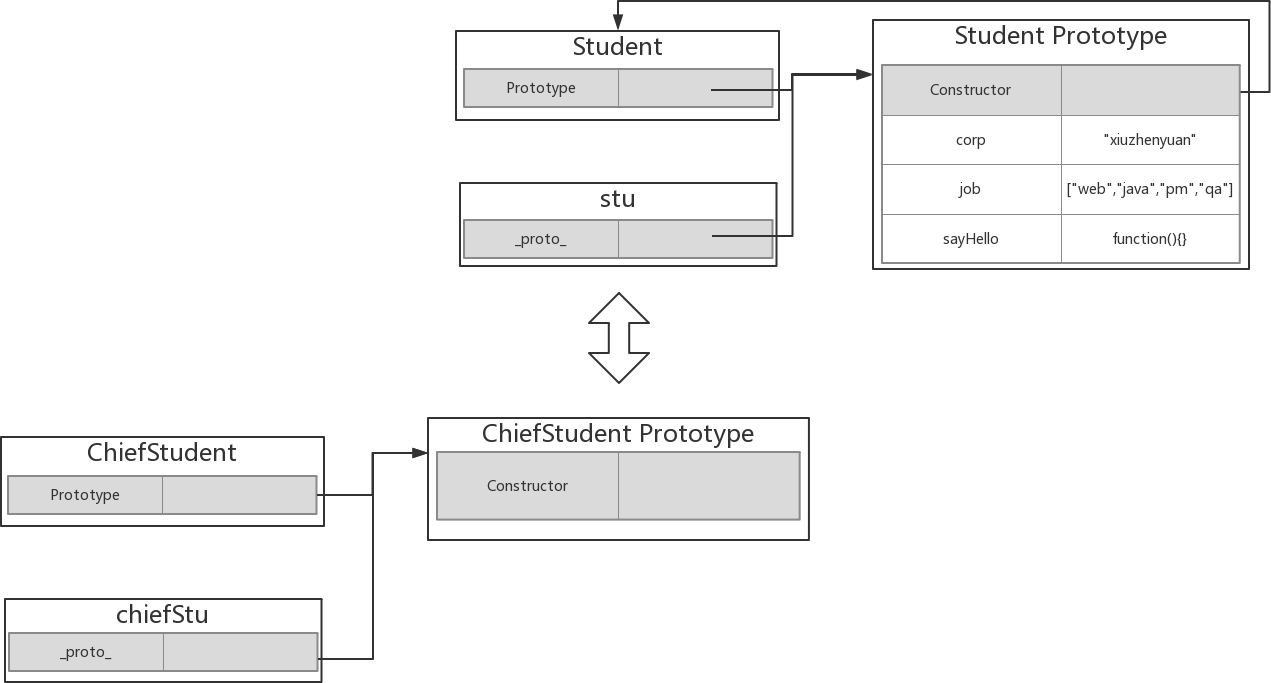 Student
Prototype
Student Prototype
Constructor
corp "xiuzhenyuan"
job ["web","java","pm","qa"]
sayHello function(){}
stu
_proto_
ChiefStudent
Prototype
ChiefStudent Prototype
Constructor
chiefStu
_proto_